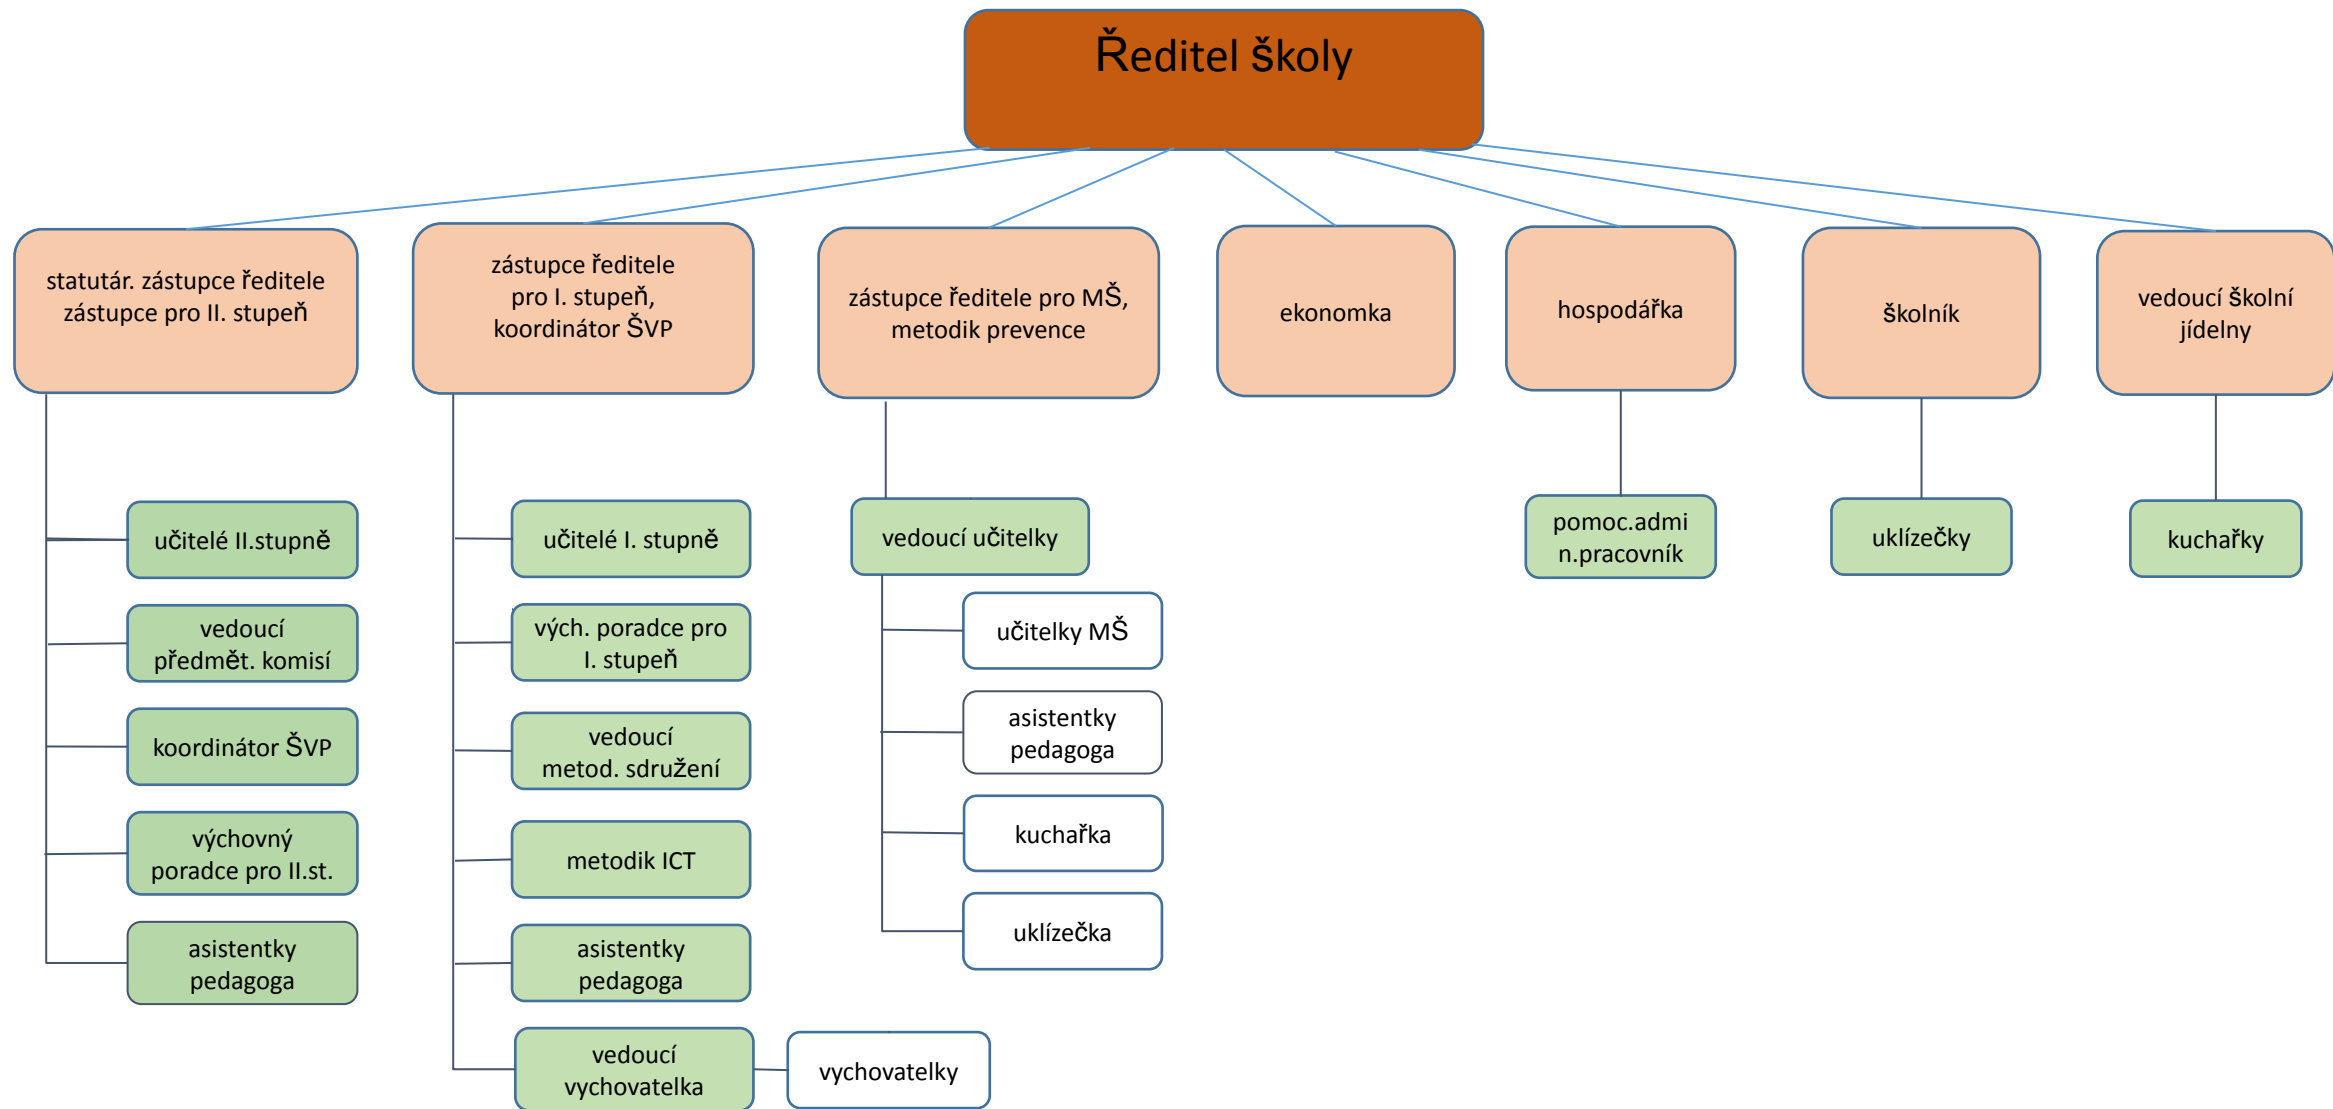 Ředitel školy
statutár. zástupce ředitele
zástupce pro II. stupeň
zástupce ředitele
pro I. stupeň,
koordinátor ŠVP
zástupce ředitele pro MŠ,
metodik prevence
ekonomka
hospodářka
školník
vedoucí školní
jídelny
učitelé II.stupně
vedoucí
předmět. komisí
koordinátor ŠVP
výchovný
poradce pro II.st.
asistentky
pedagoga
učitelé I. stupně
vých. poradce pro
I. stupeň
vedoucí
metod. sdružení
metodik ICT
asistentky
pedagoga
vedoucí
vychovatelka
vychovatelky
vedoucí učitelky
učitelky MŠ
asistentky
pedagoga
kuchařka
uklízečka
pomoc.admi
n.pracovník
uklízečky
kuchařky